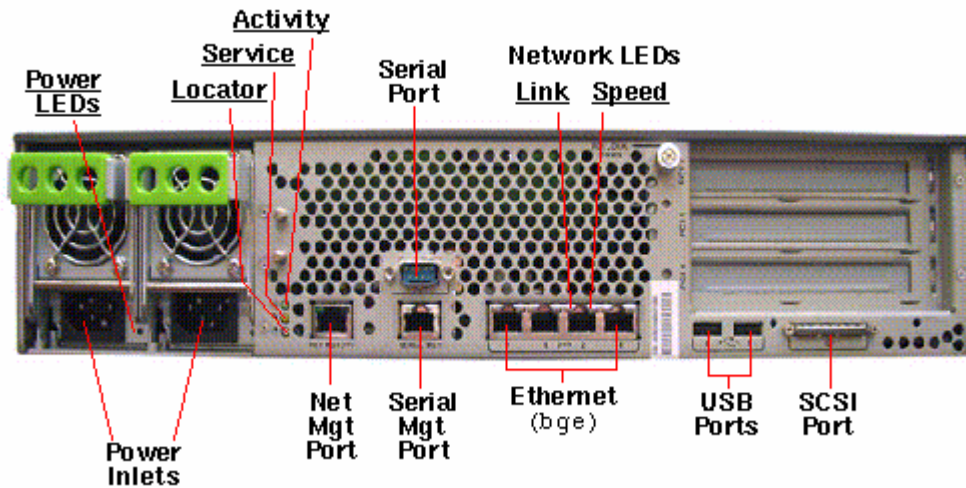 Activity
Service
Locator
Power
LEDs
Serial
Port
Network LEDs
Link Speed
Net
Mgt
Port
Serial
Mgt
Port
Ethernet
(bge)
USB
Ports
SCSI
Port
Power
Inlets